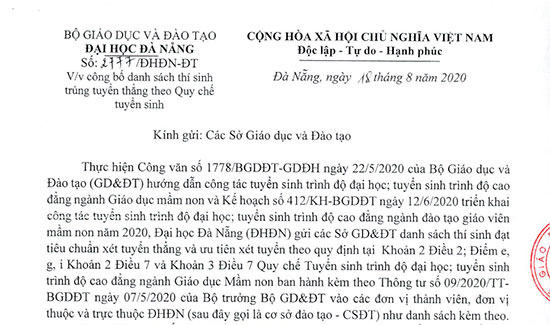 BỘ GIÁO DỤC VÀ ĐÀO TẠO
ĐẠI HỌC ĐÀ NẴNG
Số: 2777/ĐHĐN-ĐT
V/v công bố danh sách thí sinh
trúng tuyển thẳng theo Quy chế
tuyển sinh
CỘNG HÒA XÃ HỘI CHỦ NGHĨA VIỆT NAM
Độc lập - Tự do - Hạnh phúc
Đà Nẵng, ngày 18 tháng 8 năm 2020
Kính gửi: Các Sở Giáo dục và Đào tạo
Thực hiện Công văn số 1778/BGDĐT-GDĐH ngày 22/5/2020 của Bộ Giáo dục và
Đào tạo (GD&ĐT) hướng dẫn công tác tuyển sinh trình độ đại học; tuyển sinh trình độ cao
đẳng ngành Giáo dục mầm non và Kế hoạch số 412/KH-BGDĐT ngày 12/6/2020 triển khai
công tác tuyển sinh trình độ đại học; tuyển sinh trình độ cao đẳng ngành đào tạo giáo viên
mầm non năm 2020, Đại học Đà Nẵng (ĐHĐN) gửi các Sở GD&ĐT danh sách thí sinh đạt
tiêu chuẩn xét tuyển thẳng và ưu tiên xét tuyển theo quy định tại Khoản 2 Điều 2; Điểm e,
g, i Khoản 2 Điều 7 và Khoản 3 Điều 7 Quy chế Tuyển sinh trình độ đại học; tuyển sinh
trình độ cao đẳng ngành Giáo dục Mầm non ban hành kèm theo Thông tư số 09/2020/TT-
BGDĐT ngày 07/5/2020 của Bộ trưởng Bộ GD&ĐT vào các đơn vị thành viên, đơn vị
thuộc và trực thuộc ĐHĐN (sau đây gọi là cơ sở đào tạo - CSĐT) như danh sách kèm theo.
GIÁO